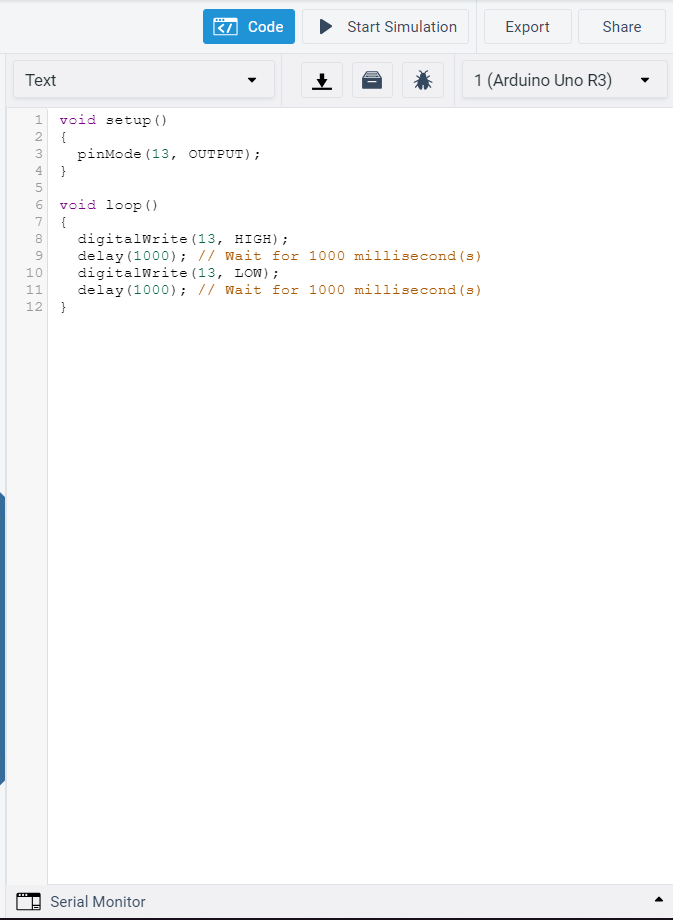 Code Start Simulation Export Share
Text 1 (Arduino Uno R3)
1 void setup()
2 {
3   pinMode(13, OUTPUT);
4 }
5
6 void loop()
7 {
8   digitalWrite(13, HIGH);
9   delay(1000); // Wait for 1000 millisecond(s)
10   digitalWrite(13, LOW);
11   delay(1000); // Wait for 1000 millisecond(s)
12 }
Serial Monitor